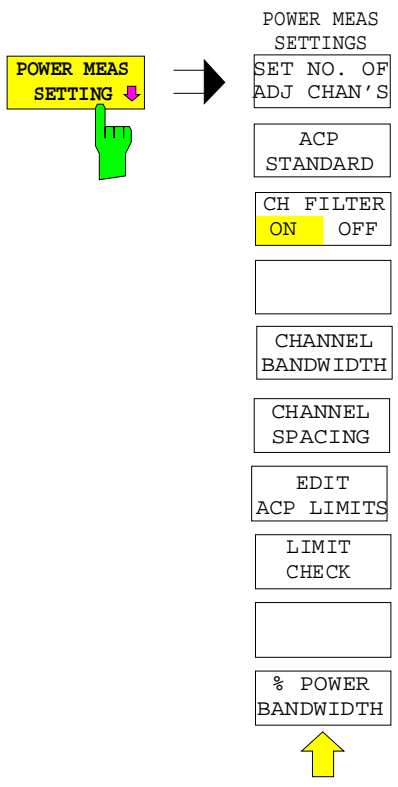 POWER MEAS
SETTING
POWER MEAS
SETTINGS
SET NO. OF
ADJ CHAN'S
ACP
STANDARD
CH FILTER
ON OFF
CHANNEL
BANDWIDTH
CHANNEL
SPACING
EDIT
ACP LIMITS
LIMIT
CHECK
% POWER
BANDWIDTH